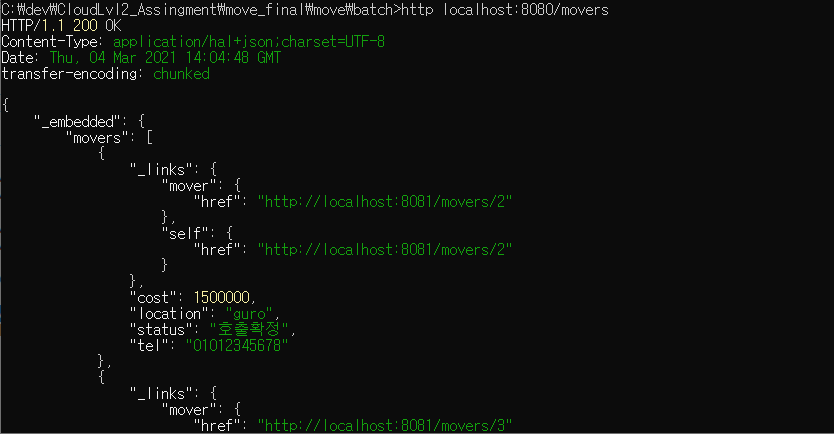 C:₩dev₩CloudLvl2_Assingment₩move_final₩move₩batch>http localhost:8080/movers
HTTP/1.1 200 OK
Content-Type: application/hal+json;charset=UTF-8
Date: Thu, 04 Mar 2021 14:04:48 GMT
transfer-encoding: chunked

{
    "_embedded": {
        "movers": [
            {
                "_links": {
                    "mover": {
                        "href": "http://localhost:8081/movers/2"
                    },
                    "self": {
                        "href": "http://localhost:8081/movers/2"
                    }
                },
                "cost": 1500000,
                "location": "guro",
                "status": "호출확정",
                "tel": "01012345678"
            },
            {
                "_links": {
                    "mover": {
                        "href": "http://localhost:8081/movers/3"